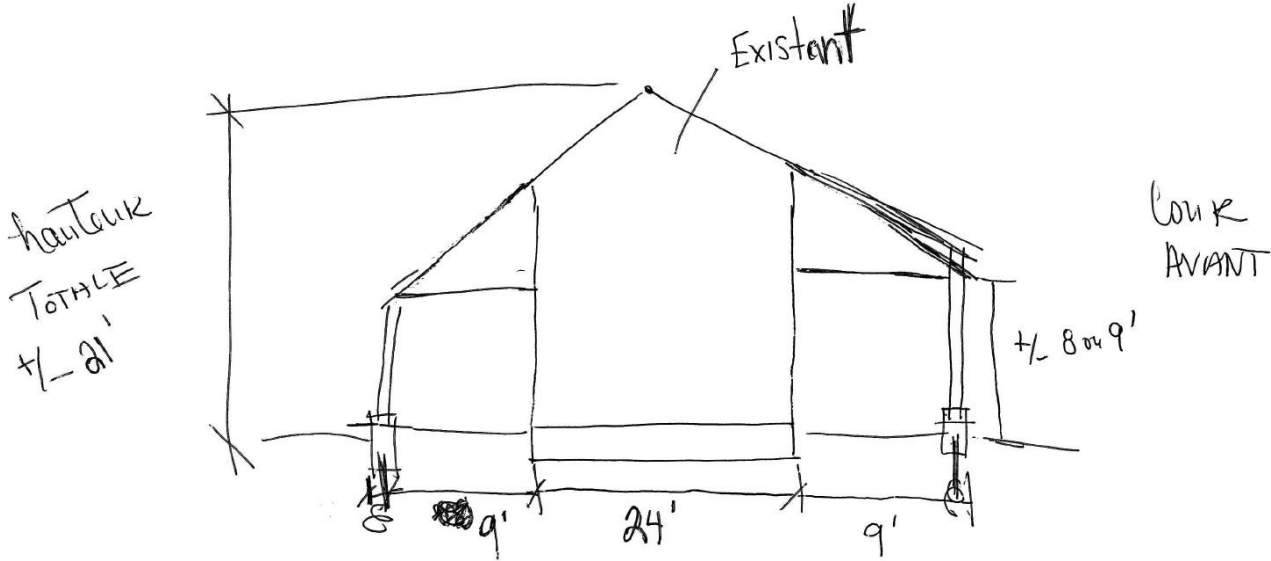 Existant
hauteur
TOTALE
+/- 21'
Cour
AVANT
+/- 8 ou 9'
9'
24'
9'